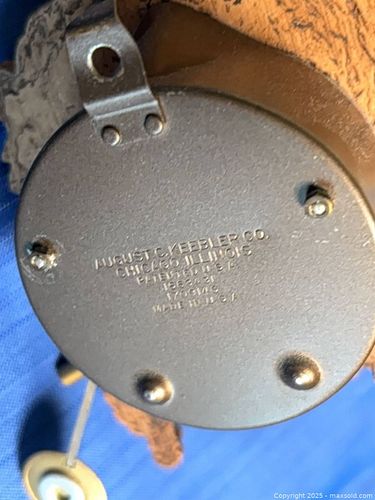 AUGUST C. KEEBLER CO.
CHICAGO ILLINOIS
PATENTED U.S.A.
MADE IN U.S.A.
Copyright © 2025 - maxsold.com